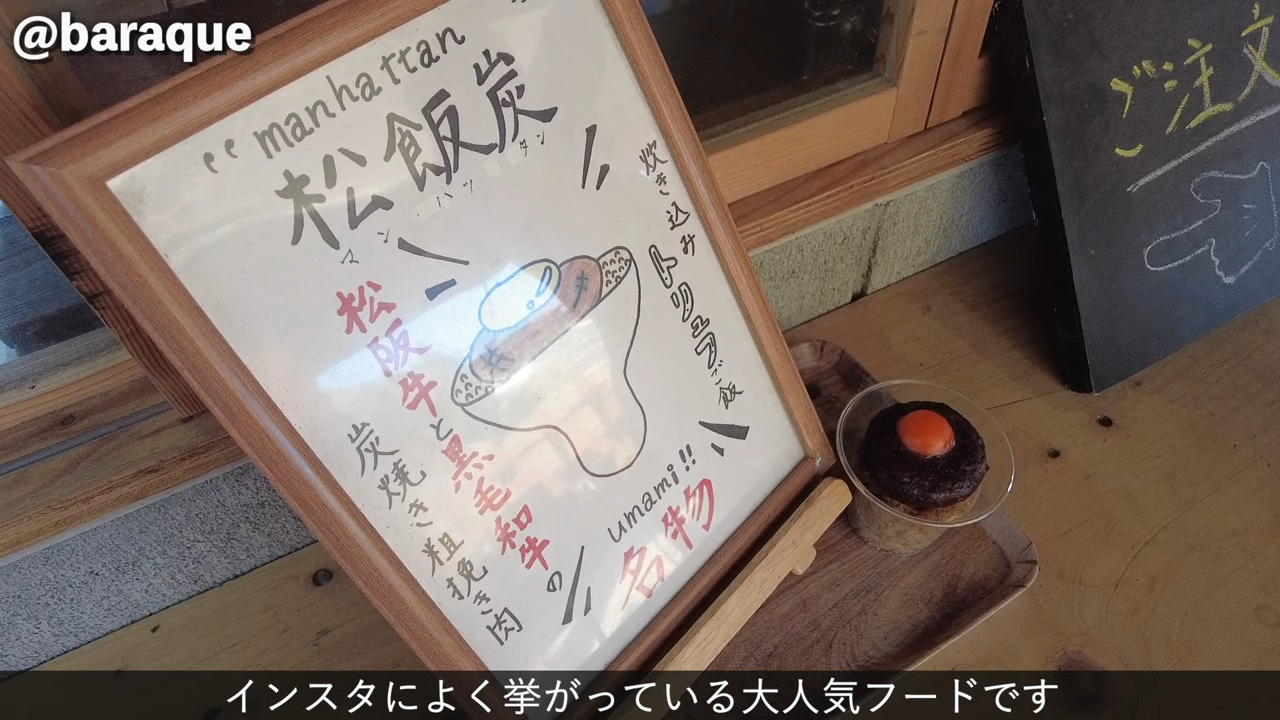 @baraque
“manhattan
松飯炭
マン ハッ タン
炊き込みトリュフご飯
松阪牛と黒毛和牛の
炭焼き粗挽き肉
umami!!
名物
ご注文
インスタによく挙がっている大人気フードです